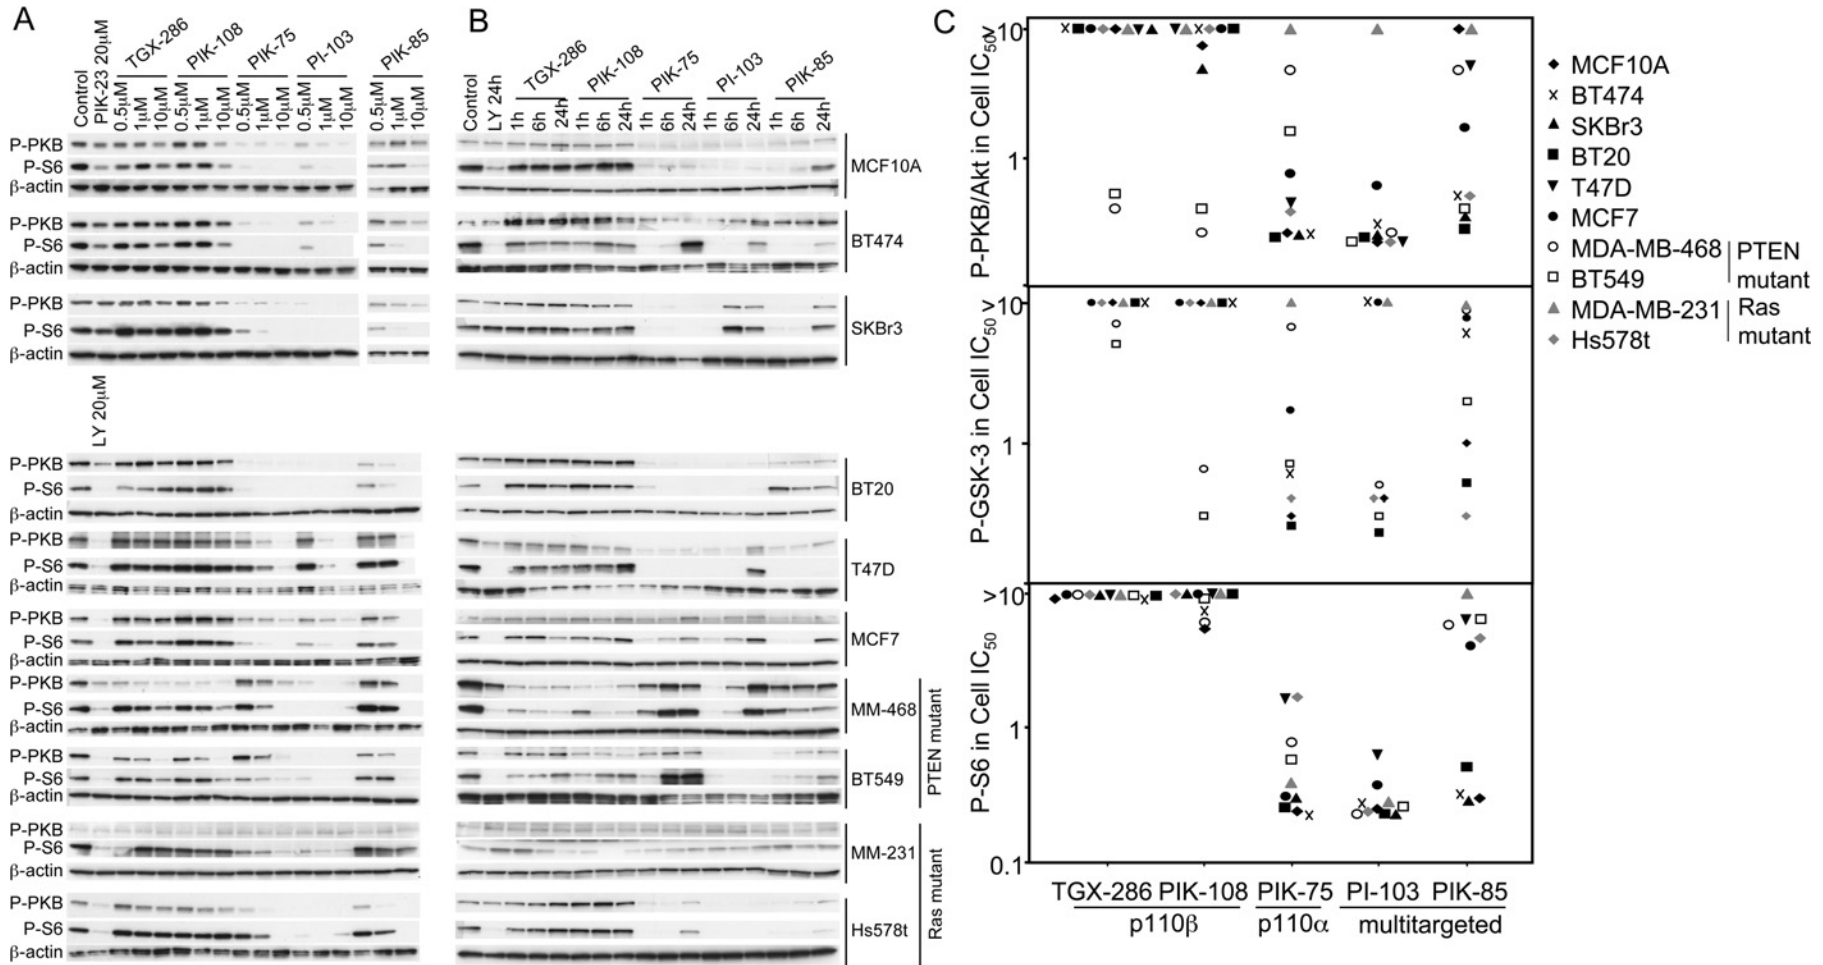 A
Control
PIK-23 20µM
TGX-286
PIK-108
PIK-75
PI-103
PIK-85
0.5µM
1µM
10µM
0.5µM
1µM
10µM
0.5µM
1µM
10µM
0.5µM
1µM
10µM
0.5µM
1µM
10µM
P-PKB
P-S6
β-actin
P-PKB
P-S6
β-actin
P-PKB
P-S6
β-actin
LY 20µM
P-PKB
P-S6
β-actin
P-PKB
P-S6
β-actin
P-PKB
P-S6
β-actin
P-PKB
P-S6
β-actin
P-PKB
P-S6
β-actin
P-PKB
P-S6
β-actin
P-PKB
P-S6
β-actin
B
Control
LY 24h
TGX-286
PIK-108
PIK-75
PI-103
PIK-85
1h
6h
24h
1h
6h
24h
1h
6h
24h
1h
6h
24h
1h
6h
24h
MCF10A
BT474
SKBr3
BT20
T47D
MCF7
MM-468
BT549
PTEN mutant
MM-231
Hs578t
Ras mutant
C
P-PKB/Akt in Cell IC50
>
10
1
P-GSK-3 in Cell IC50
>
10
1
P-S6 in Cell IC50
>10
1
0.1
TGX-286 PIK-108 PIK-75 PI-103 PIK-85
p110β p110α multitargeted
MCF10A
BT474
SKBr3
BT20
T47D
MCF7
MDA-MB-468
BT549
PTEN
mutant
MDA-MB-231
Hs578t
Ras
mutant